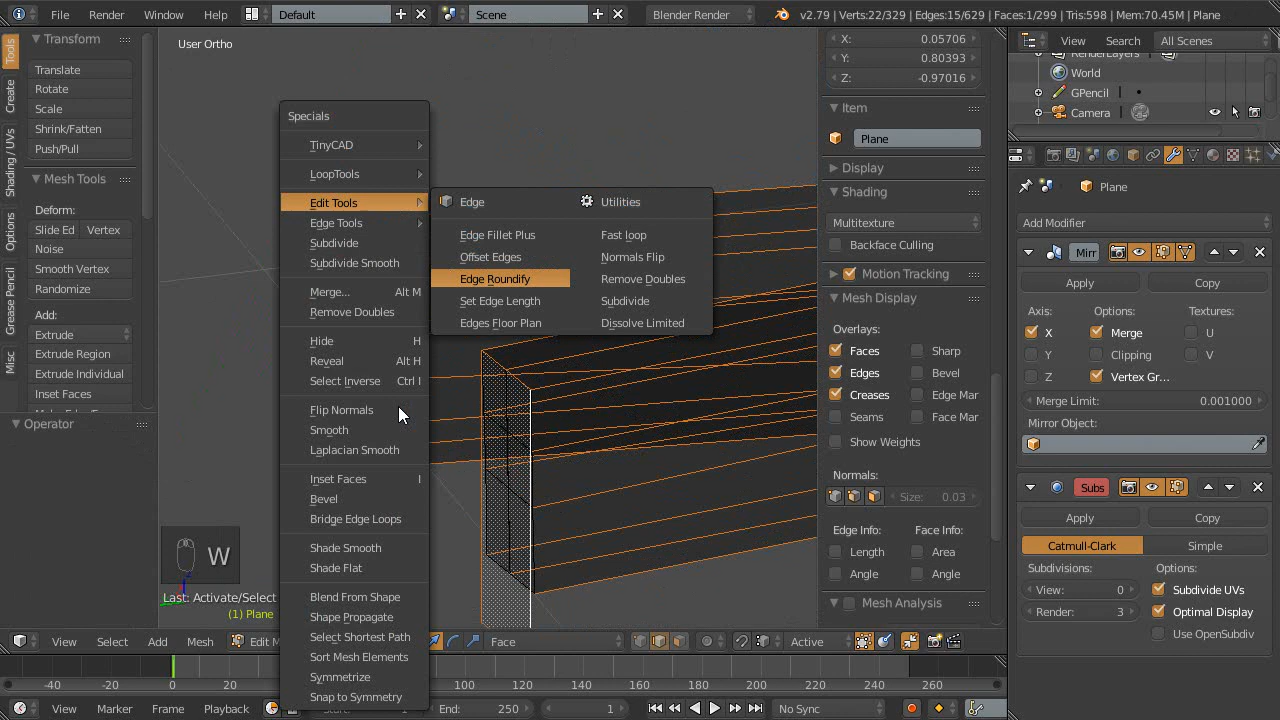 File Render Window Help Default Scene Blender Render v2.79 | Verts:22/329 | Edges:15/629 | Faces:1/299 | Tris:598 | Mem:70.45M | Plane
Tools
Create
Shading / UVs
Options
Grease Pencil
Misc
Transform
Translate
Rotate
Scale
Shrink/Fatten
Push/Pull
Mesh Tools
Deform:
Slide Ed Vertex
Noise
Smooth Vertex
Randomize
Add:
Extrude
Extrude Region
Extrude Individual
Inset Faces
Operator
User Ortho
Specials
TinyCAD
LoopTools
Edit Tools
Edge Tools
Subdivide
Subdivide Smooth
Merge... Alt M
Remove Doubles
Hide H
Reveal Alt H
Select Inverse Ctrl I
Flip Normals
Smooth
Laplacian Smooth
Inset Faces I
Bevel
Bridge Edge Loops
Shade Smooth
Shade Flat
Blend From Shape
Shape Propagate
Select Shortest Path
Sort Mesh Elements
Symmetrize
Snap to Symmetry
Edge Utilities
Edge Fillet Plus Fast loop
Offset Edges Normals Flip
Edge Roundify Remove Doubles
Set Edge Length Subdivide
Edges Floor Plan Dissolve Limited
W
Last: Activate/Select
(1) Plane
X: 0.05706
Y: 0.80393
Z: -0.97016
Item
Plane
Display
Shading
Multitexture
Backface Culling
Motion Tracking
Mesh Display
Overlays:
Faces Sharp
Edges Bevel
Creases Edge Mar
Seams Face Mar
Show Weights
Normals:
Size: 0.03
Edge Info: Face Info:
Length Area
Angle Angle
Mesh Analysis
View Search All Scenes
RenderLayers
World
GPencil
Camera
Plane
Add Modifier
Mirr
Apply Copy
Axis: Options: Textures:
X Merge U
Y Clipping V
Z Vertex Gr...
Merge Limit: 0.001000
Mirror Object:
Subs
Apply Copy
Catmull-Clark Simple
Subdivisions: Options:
View: 0 Subdivide UVs
Render: 3 Optimal Display
Use OpenSubdiv
View Select Add Mesh Edit M Face Active
-40 -20 0 20 100 120 140 160 180 200 220 240 260
View Marker Frame Playback End: 250 1 No Sync